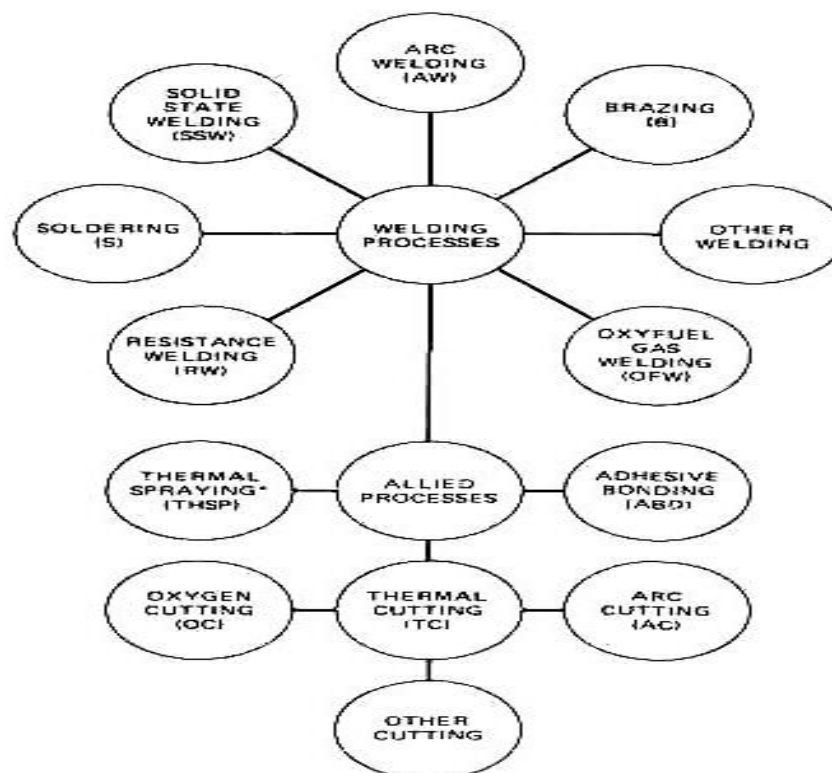 ARC
WELDING
(AW)
SOLID
STATE
WELDING
(SSW)
BRAZING
(B)
SOLDERING
(S)
WELDING
PROCESSES
OTHER
WELDING
RESISTANCE
WELDING
(RW)
OXYFUEL
GAS
WELDING
(OFW)
THERMAL
SPRAYING*
(THSP)
ALLIED
PROCESSES
ADHESIVE
BONDING
(ABD)
OXYGEN
CUTTING
(OC)
THERMAL
CUTTING
(TC)
ARC
CUTTING
(AC)
OTHER
CUTTING